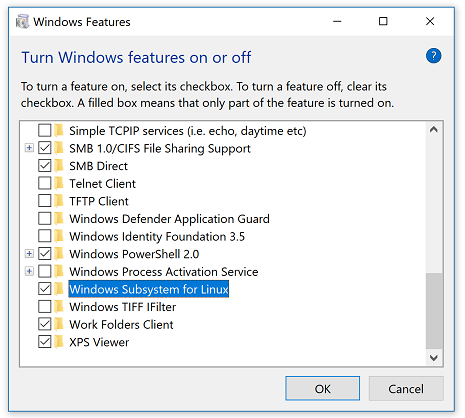 Windows Features
Turn Windows features on or off
?
To turn a feature on, select its checkbox. To turn a feature off, clear its
checkbox. A filled box means that only part of the feature is turned on.
Simple TCPIP services (i.e. echo, daytime etc)
SMB 1.0/CIFS File Sharing Support
SMB Direct
Telnet Client
TFTP Client
Windows Defender Application Guard
Windows Identity Foundation 3.5
Windows PowerShell 2.0
Windows Process Activation Service
Windows Subsystem for Linux
Windows TIFF IFilter
Work Folders Client
XPS Viewer
OK
Cancel